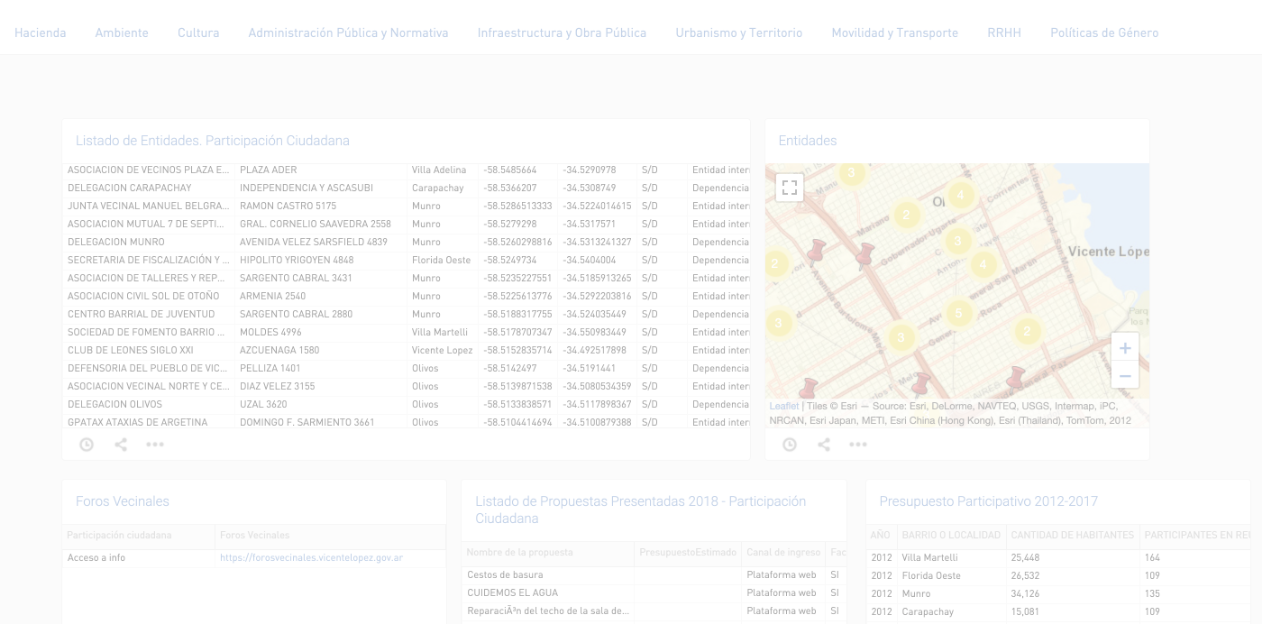 Hacienda Ambiente Cultura Administración Pública y Normativa Infraestructura y Obra Pública Urbanismo y Territorio Movilidad y Transporte RRHH Políticas de Género
Listado de Entidades. Participación Ciudadana
ASOCIACION DE VECINOS PLAZA E... PLAZA ADER Villa Adelina -58.5485664 -34.5290978 S/D Entidad inter
DELEGACION CARAPACHAY INDEPENDENCIA Y ASCASUBI Carapachay -58.5366207 -34.5308749 S/D Dependencia
JUNTA VECINAL MANUEL BELGRA... RAMON CASTRO 5175 Munro -58.5286513333 -34.5224014615 S/D Entidad inter
ASOCIACION MUTUAL 7 DE SEPTI... GRAL. CORNELIO SAAVEDRA 2558 Munro -58.5279298 -34.5317571 S/D Entidad inter
DELEGACION MUNRO AVENIDA VELEZ SARSFIELD 4839 Munro -58.5260298816 -34.5313241327 S/D Dependencia
SECRETARIA DE FISCALIZACIÓN Y ... HIPOLITO YRIGOYEN 4848 Florida Oeste -58.5249734 -34.5404004 S/D Dependencia
ASOCIACION DE TALLERES Y REP... SARGENTO CABRAL 3431 Munro -58.5235227551 -34.5185913265 S/D Entidad inter
ASOCIACION CIVIL SOL DE OTOÑO ARMENIA 2540 Munro -58.5225613776 -34.5292203816 S/D Entidad inter
CENTRO BARRIAL DE JUVENTUD SARGENTO CABRAL 2880 Munro -58.5188317755 -34.524035449 S/D Dependencia
SOCIEDAD DE FOMENTO BARRIO ... MOLDES 4996 Villa Martelli -58.5178707347 -34.550983449 S/D Entidad inter
CLUB DE LEONES SIGLO XXI AZCUENAGA 1580 Vicente Lopez -58.5152835714 -34.492517898 S/D Entidad inter
DEFENSORIA DEL PUEBLO DE VIC... PELLIZA 1401 Olivos -58.5142497 -34.5191441 S/D Dependencia
ASOCIACION VECINAL NORTE Y CE... DIAZ VELEZ 3155 Olivos -58.5139871538 -34.5080534359 S/D Entidad inter
DELEGACION OLIVOS UZAL 3620 Olivos -58.5133838571 -34.5117898367 S/D Dependencia
GPATAX ATAXIAS DE ARGETINA DOMINGO F. SARMIENTO 3661 Olivos -58.5104414694 -34.5100879388 S/D Entidad inter
Entidades
3
4
2
3
Vicente Lópe
2
4
5
3
3
2
+
−
Leaflet | Tiles © Esri — Source: Esri, DeLorme, NAVTEQ, USGS, Intermap, iPC,
NRCAN, Esri Japan, METI, Esri China (Hong Kong), Esri (Thailand), TomTom, 2012
Foros Vecinales
Participación ciudadana Foros Vecinales
Acceso a info https://forosvecinales.vicentelopez.gov.ar
Listado de Propuestas Presentadas 2018 - Participación
Ciudadana
Nombre de la propuesta PresupuestoEstimado Canal de ingreso Fac
Cestos de basura Plataforma web SI
CUIDEMOS EL AGUA Plataforma web SI
ReparaciÃ³n del techo de la sala de... Plataforma web SI
Presupuesto Participativo 2012-2017
AÑO BARRIO O LOCALIDAD CANTIDAD DE HABITANTES PARTICIPANTES EN RE
2012 Villa Martelli 25,448 164
2012 Florida Oeste 26,532 109
2012 Munro 34,126 135
2012 Carapachay 15,081 109